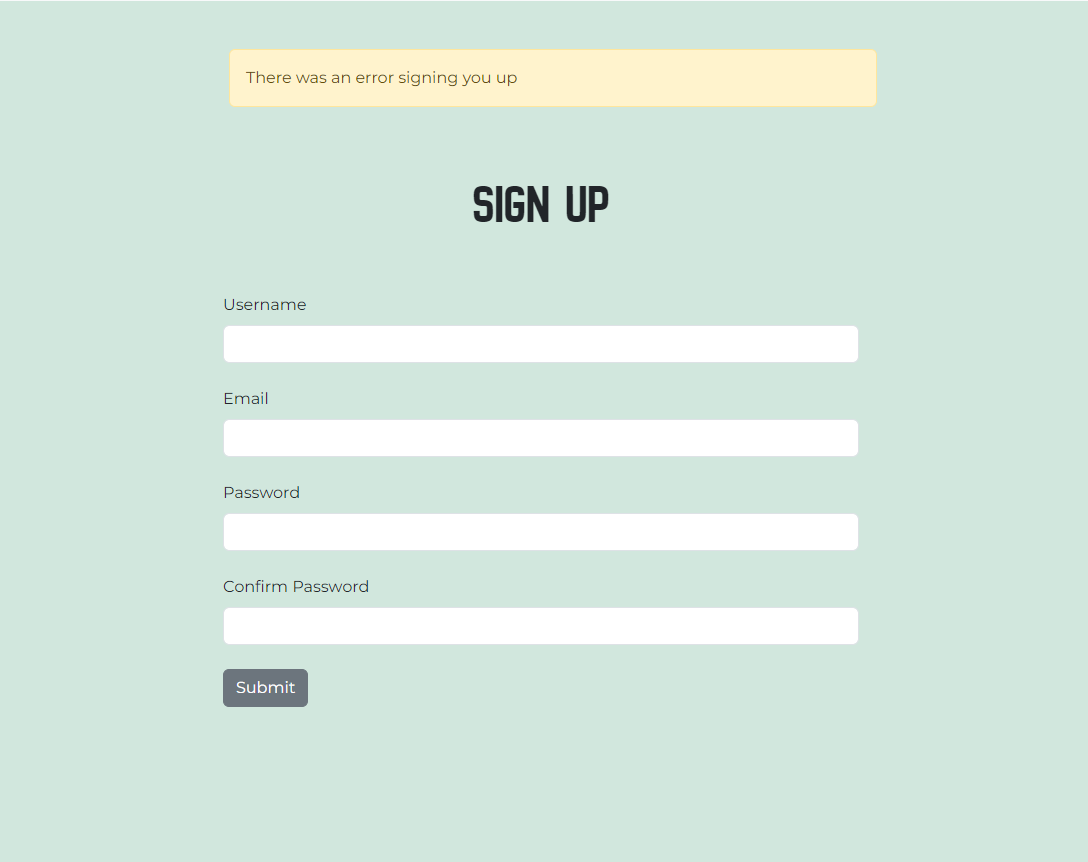 There was an error signing you up
SIGN UP
Username
Email
Password
Confirm Password
Submit